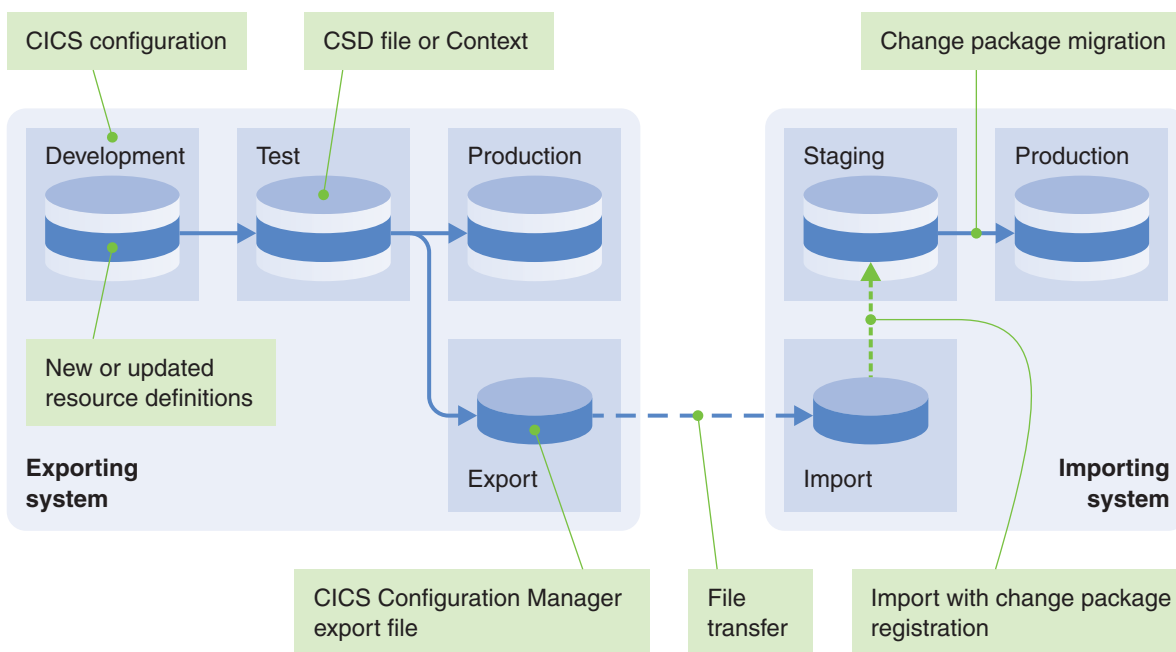 CICS configuration
CSD file or Context
Change package migration
Development
Test
Production
Staging
Production
New or updated
resource definitions
Exporting
system
Export
Import
Importing
system
CICS Configuration Manager
export file
File
transfer
Import with change package
registration